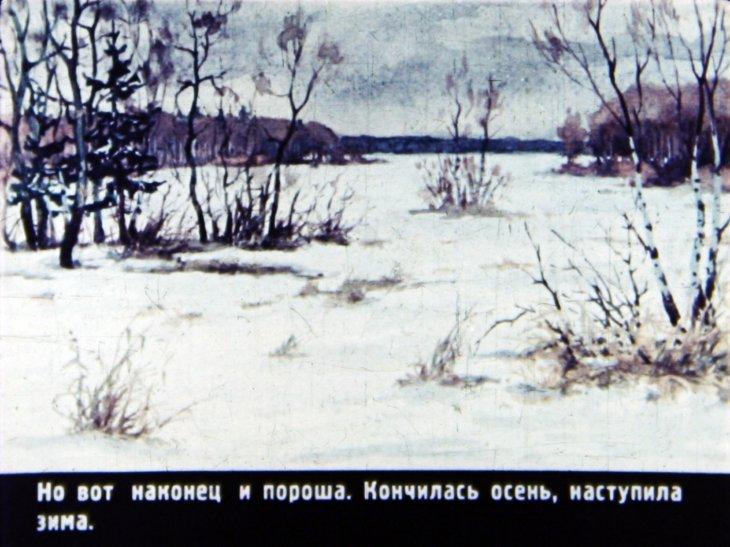 Но вот наконец и пороша. Кончилась осень, наступила
зима.